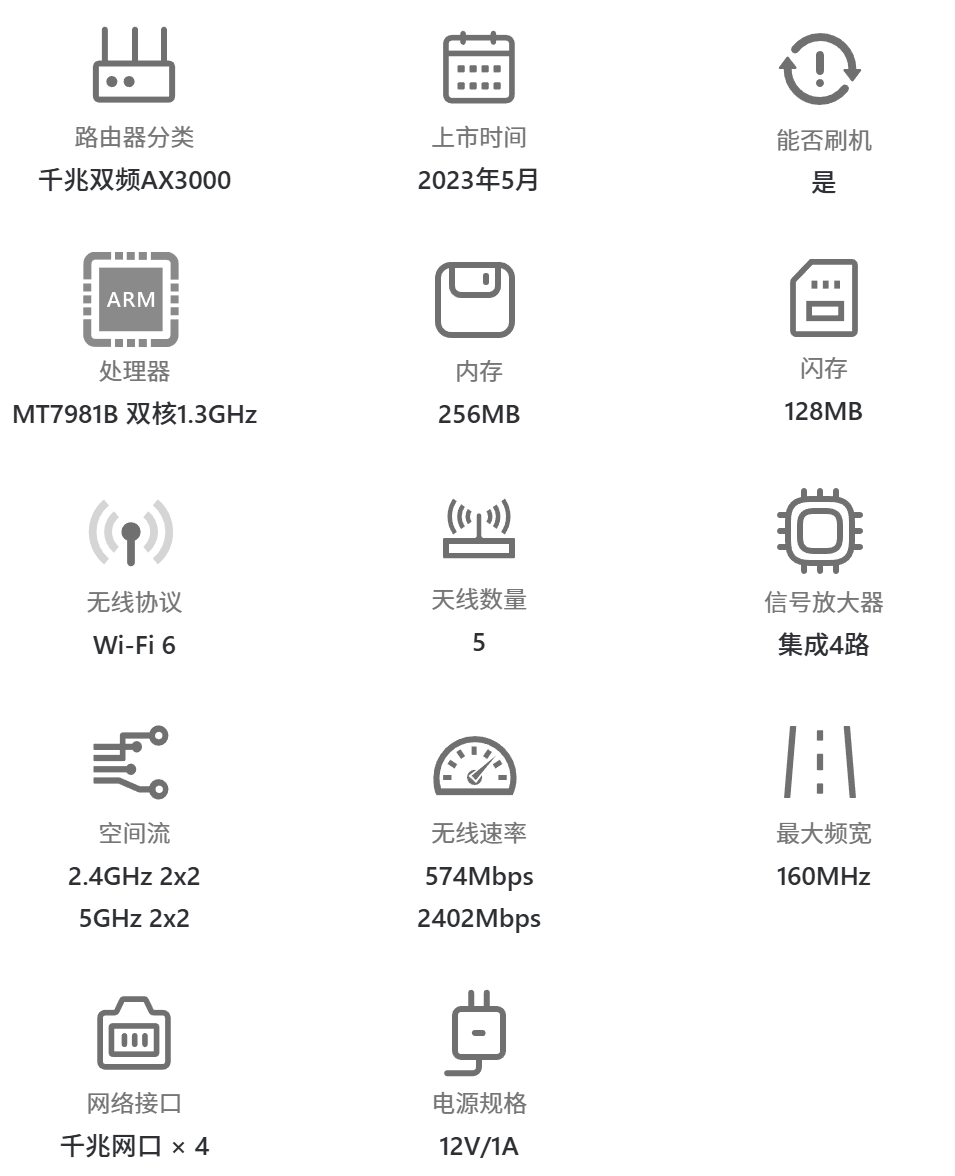 路由器分类
千兆双频AX3000
上市时间
2023年5月
能否刷机
是
ARM
处理器
MT7981B 双核1.3GHz
内存
256MB
闪存
128MB
无线协议
Wi-Fi 6
天线数量
5
信号放大器
集成4路
空间流
2.4GHz 2x2
5GHz 2x2
无线速率
574Mbps
2402Mbps
最大频宽
160MHz
网络接口
千兆网口 × 4
电源规格
12V/1A